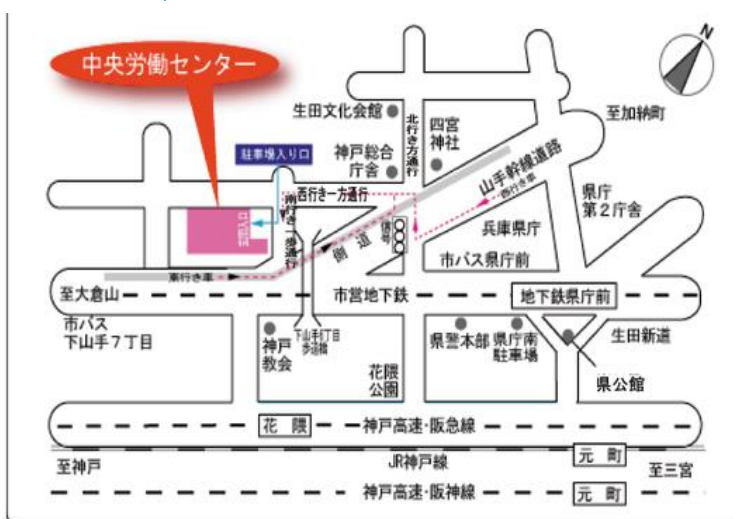 N
中央労働センター
生田文化会館
北行き一方通行
四宮
神社
至加納町
駐車場入り口
神戸総合
庁舎
山手幹線道路
西行き車
西行き一方通行
県庁
第2庁舎
南行き一歩通行
信号
側道
兵庫県庁
市バス県庁前
東行き車
至大倉山
市営地下鉄
地下鉄県庁前
市バス
下山手7丁目
神戸
教会
下山手6丁目
歩道橋
花隈
公園
県警本部
県庁南
駐車場
生田新道
県公館
花隈
神戸高速・阪急線
至神戸
JR神戸線
元町
至三宮
神戸高速・阪神線
元町